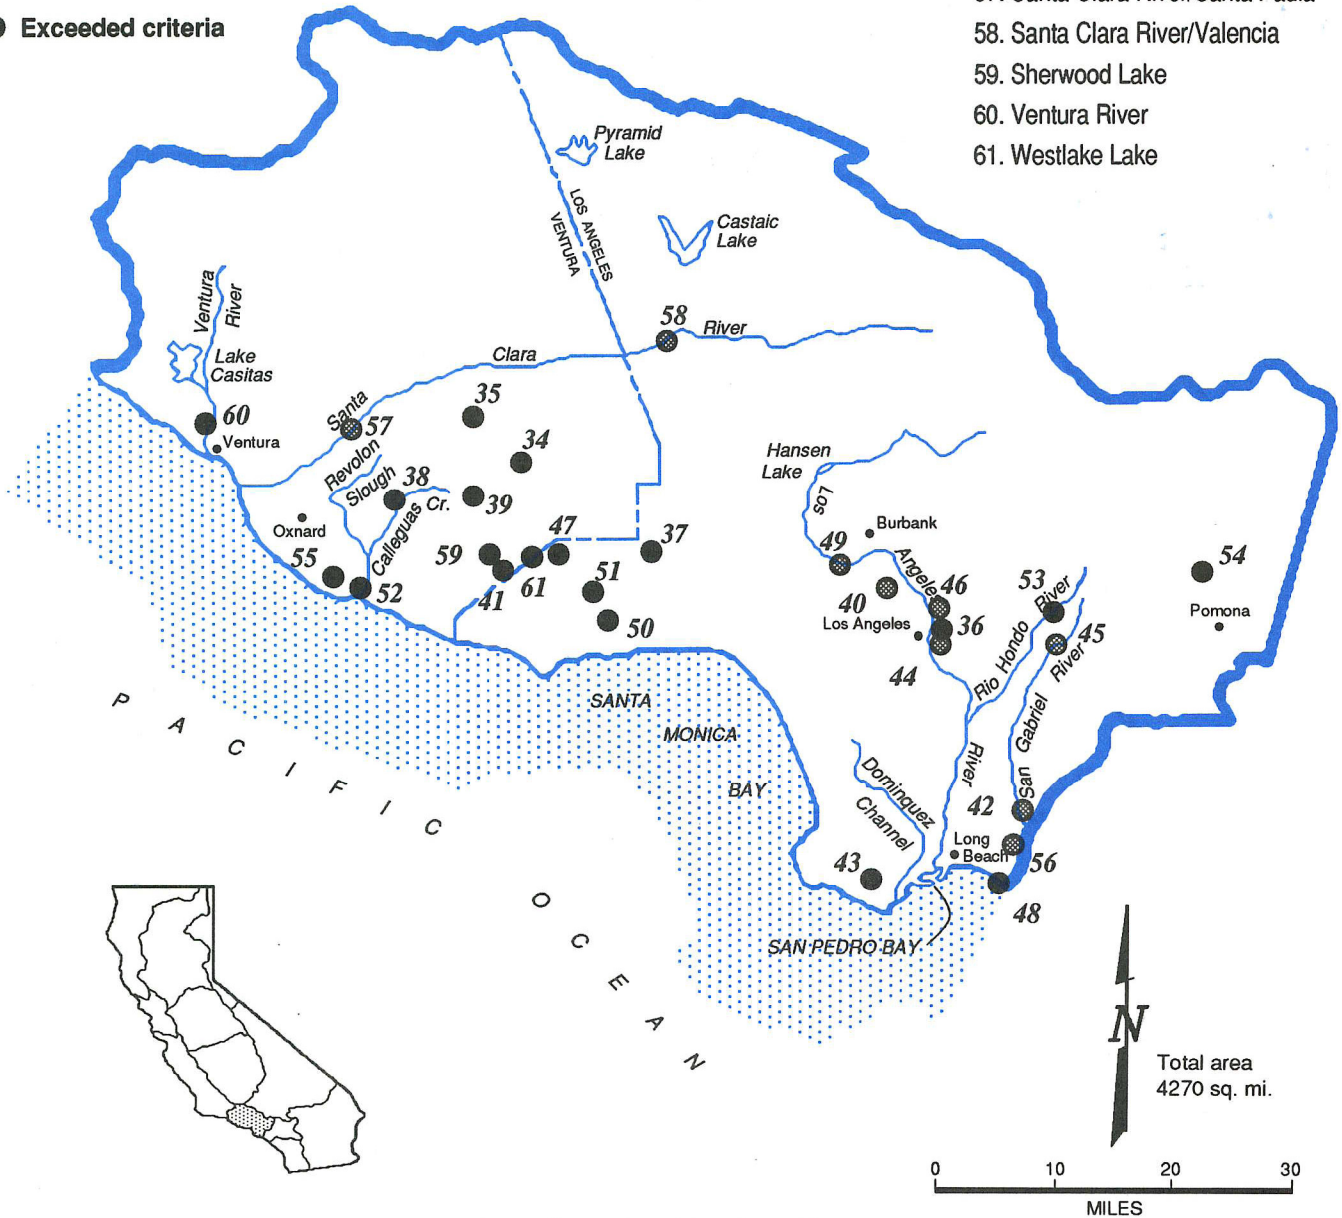 Exceeded criteria
58. Santa Clara River/Valencia
59. Sherwood Lake
60. Ventura River
61. Westlake Lake
Pyramid
Lake
LOS ANGELES
VENTURA
Castaic
Lake
Ventura
River
Lake
Casitas
58
River
Clara
Santa
35
57
60
Ventura
34
Revolon
Slough
38
Cr.
39
Calleguas
Oxnard
55
52
59
41
61
47
37
51
50
Hansen
Lake
Los
Burbank
49
Angeles
40
46
36
Los Angeles
44
53
River
Rio Hondo
45
River
Gabriel
San
54
Pomona
SANTA
MONICA
BAY
PACIFIC
OCEAN
Dominquez
Channel
River
42
Long
Beach
56
43
48
SAN PEDRO BAY
N
Total area
4270 sq. mi.
0 10 20 30
MILES